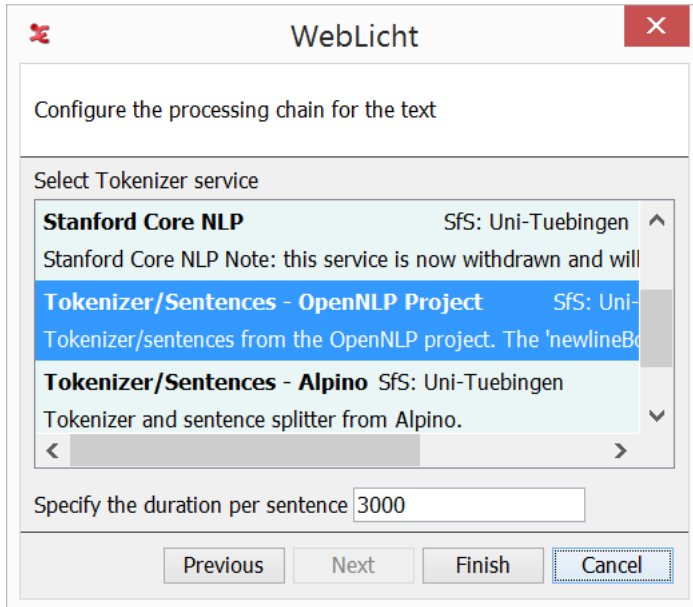 WebLicht
Configure the processing chain for the text
Select Tokenizer service
Stanford Core NLP SfS: Uni-Tuebingen
Stanford Core NLP Note: this service is now withdrawn and will
Tokenizer/Sentences - OpenNLP Project SfS: Uni-
Tokenizer/sentences from the OpenNLP project. The 'newlineBo
Tokenizer/Sentences - Alpino SfS: Uni-Tuebingen
Tokenizer and sentence splitter from Alpino.
Specify the duration per sentence 3000
Previous Next Finish Cancel